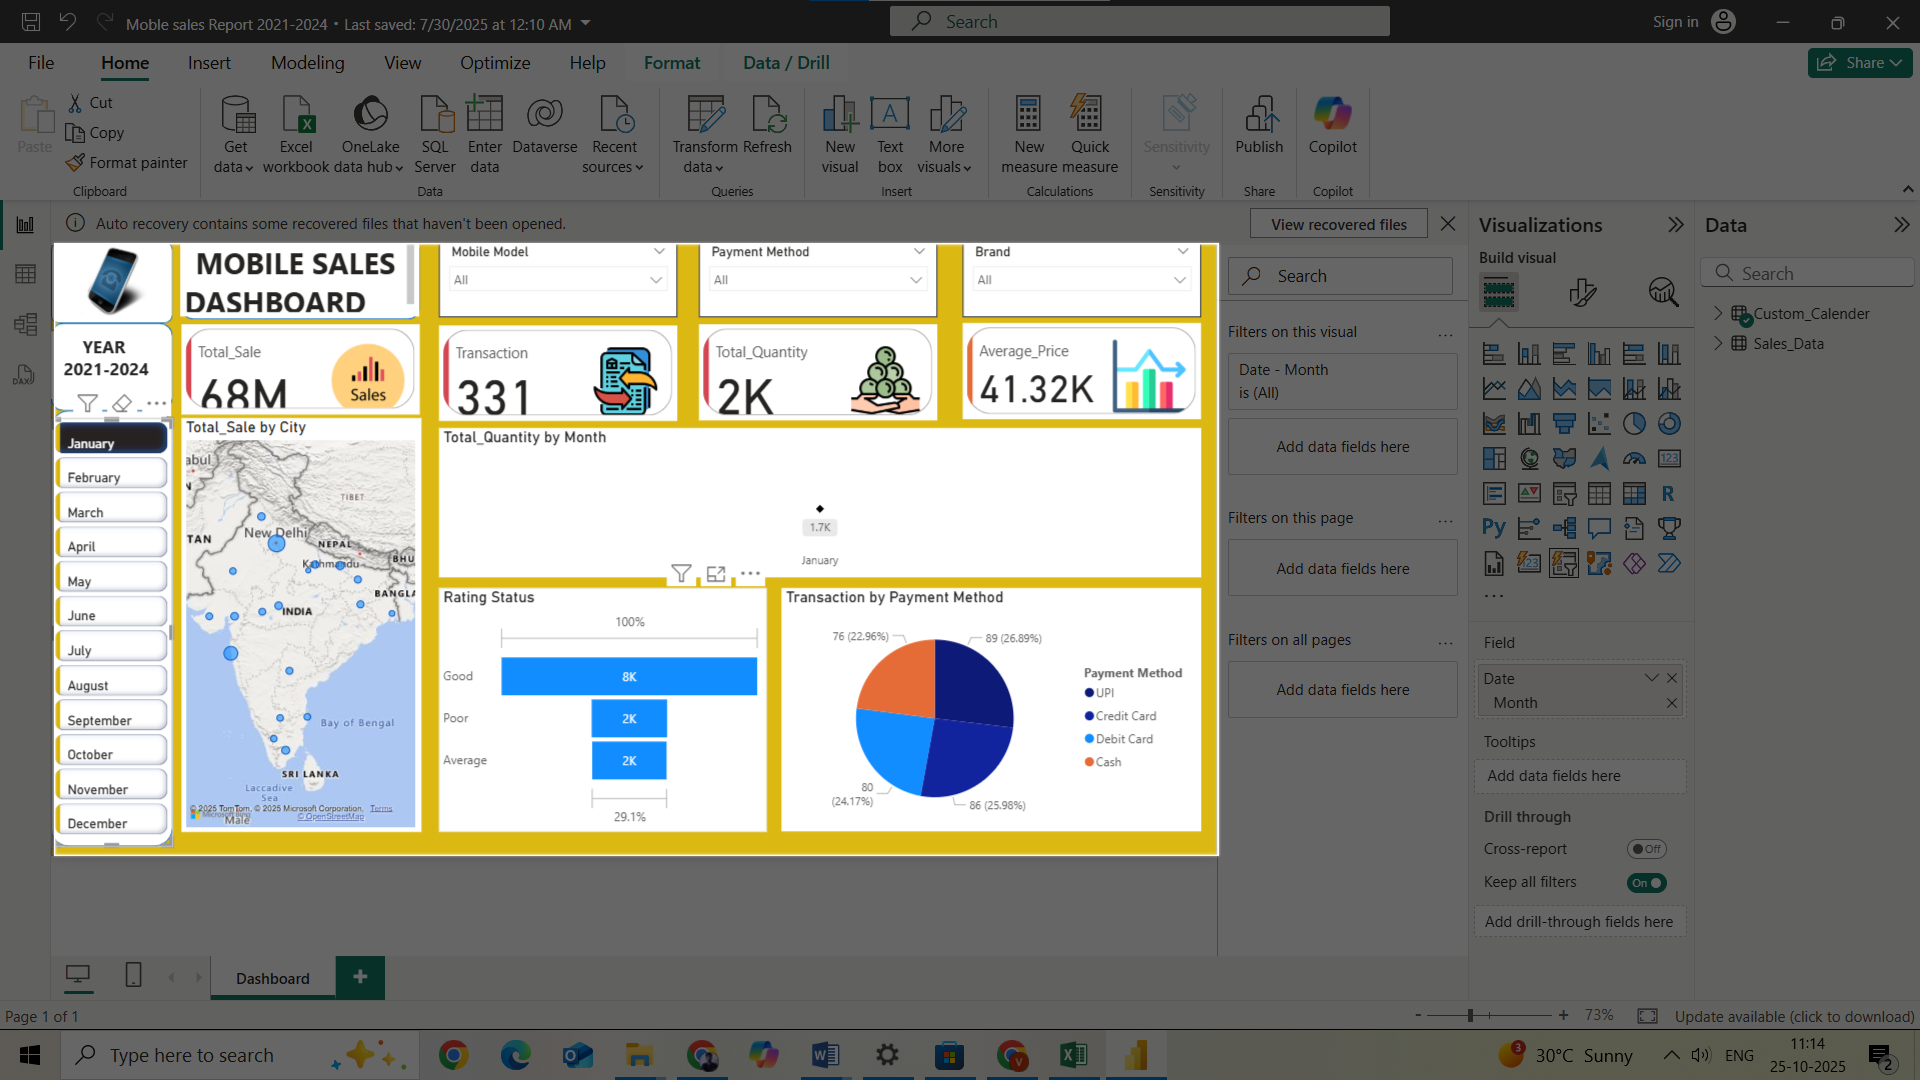 Moble sales Report 2021-2024 • Last saved: 7/30/2025 at 12:10 AM
Search
Sign in
File
Home
Insert
Modeling
View
Optimize
Help
Format
Data / Drill
Share
Paste
Cut
Copy
Format painter
Clipboard
Get data
Excel workbook
OneLake data hub
SQL Server
Enter data
Dataverse
Recent sources
Data
Transform data
Refresh
Queries
New visual
Text box
More visuals
Insert
New measure
Quick measure
Calculations
Sensitivity
Sensitivity
Publish
Share
Copilot
Copilot
Auto recovery contains some recovered files that haven't been opened.
View recovered files
MOBILE SALES
DASHBOARD
Mobile Model
All
Payment Method
All
Brand
All
YEAR
2021-2024
Total_Sale
68M
Sales
Transaction
331
Total_Quantity
2K
Average_Price
41.32K
January
February
March
April
May
June
July
August
September
October
November
December
Total_Sale by City
abul
N
TIBET
TAN
New Delhi
NEPAL
Kathmandu
BHU
BANGLA
INDIA
Bay of Bengal
SRI LANKA
Laccadive
Sea
© 2025 TomTom, © 2025 Microsoft Corporation, Terms
© OpenStreetMap
Microsoft Bing
Male
Total_Quantity by Month
1.7K
January
Rating Status
100%
Good
8K
Poor
2K
Average
2K
29.1%
Transaction by Payment Method
76 (22.96%)
89 (26.89%)
80
(24.17%)
86 (25.98%)
Payment Method
UPI
Credit Card
Debit Card
Cash
Search
Filters on this visual
...
Date - Month
is (All)
Add data fields here
Filters on this page
...
Add data fields here
Filters on all pages
...
Add data fields here
Visualizations
Build visual
123
R
Py
123
...
Field
Date
Month
Tooltips
Add data fields here
Drill through
Cross-report
Off
Keep all filters
On
Add drill-through fields here
Data
Search
Custom_Calender
Sales_Data
DAX
Dashboard
Page 1 of 1
- + 73%
Update available (click to download)
Type here to search
3
30°C Sunny
ENG
11:14
25-10-2025
2